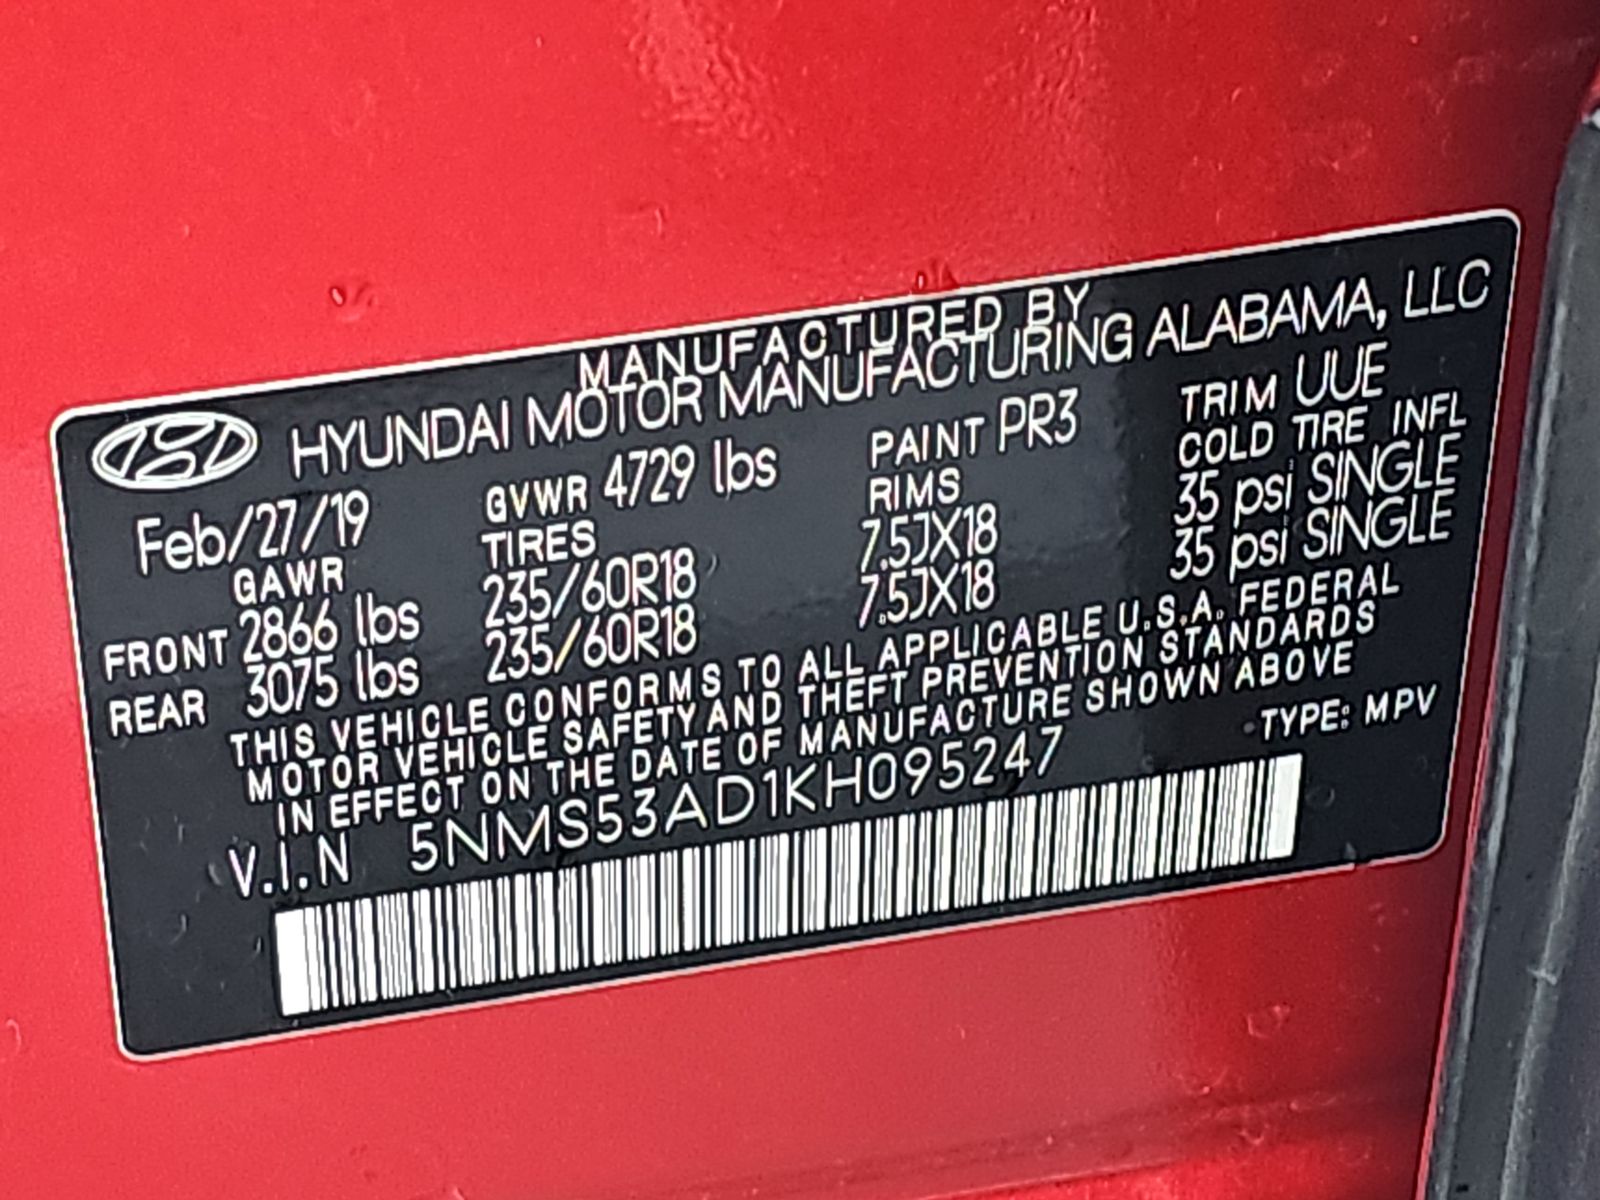 MANUFACTURED BY
HYUNDAI MOTOR MANUFACTURING ALABAMA, LLC
Feb/27/19 GVWR 4729 lbs PAINT PR3 TRIM UUE
GAWR TIRES RIMS COLD TIRE INFL
FRONT 2866 lbs 235/60R18 7.5JX18 35 psi SINGLE
REAR 3075 lbs 235/60R18 7.5JX18 35 psi SINGLE
THIS VEHICLE CONFORMS TO ALL APPLICABLE U.S.A. FEDERAL
MOTOR VEHICLE SAFETY AND THEFT PREVENTION STANDARDS
IN EFFECT ON THE DATE OF MANUFACTURE SHOWN ABOVE
V.I.N 5NMS53AD1KH095247 TYPE: MPV